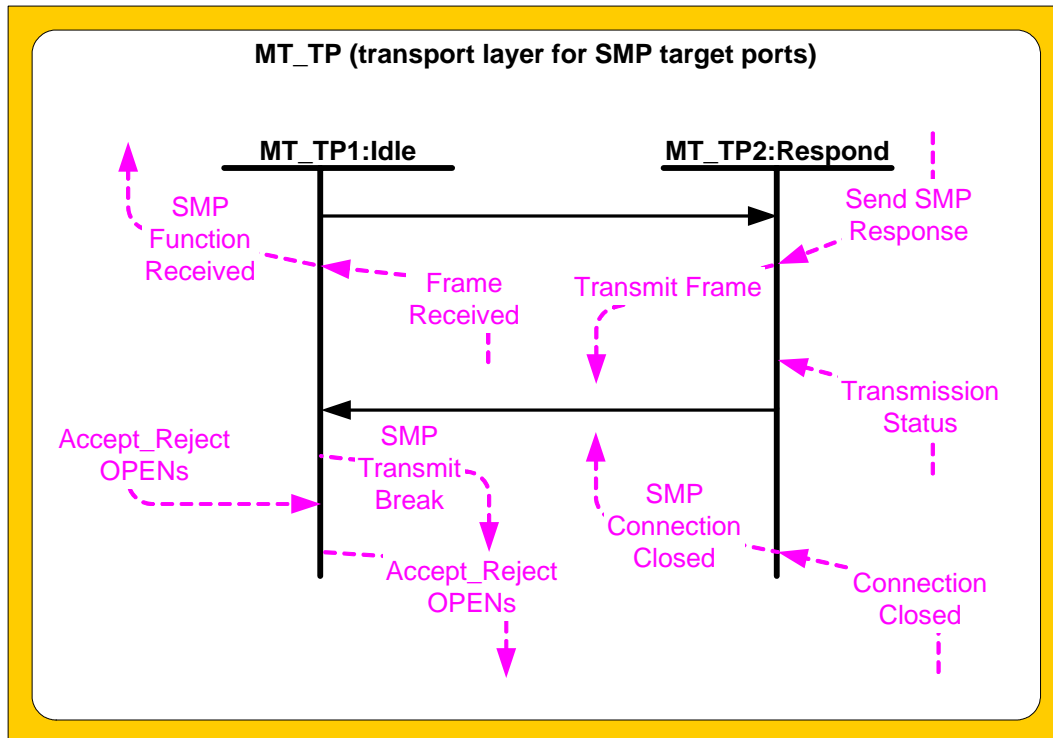 MT_TP (transport layer for SMP target ports)
MT_TP1:Idle
MT_TP2:Respond
SMP
Function
Received
Send SMP
Response
Frame
Received
Transmit Frame
Transmission
Status
Accept_Reject
OPENs
SMP
Transmit
Break
SMP
Connection
Closed
Accept_Reject
OPENs
Connection
Closed